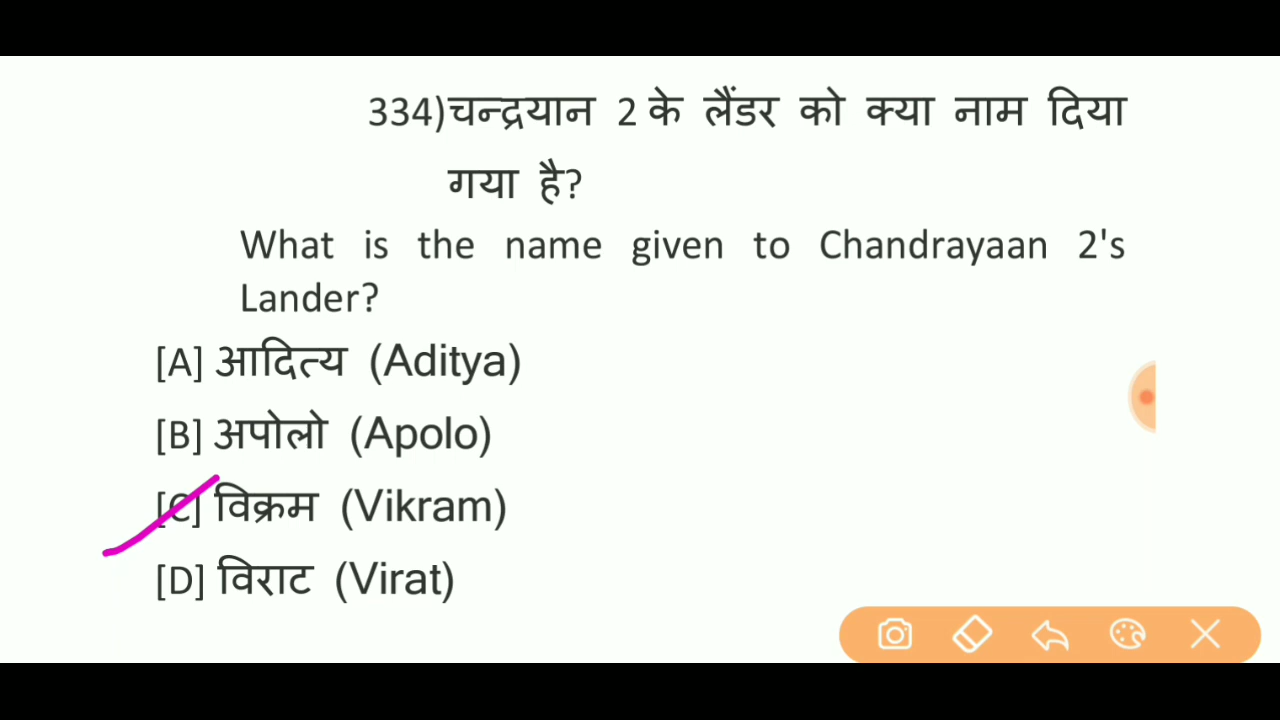 334)चन्द्रयान 2 के लैंडर को क्या नाम दिया
गया है?
What is the name given to Chandrayaan 2's
Lander?
[A] आदित्य (Aditya)
[B] अपोलो (Apolo)
[C] विक्रम (Vikram)
[D] विराट (Virat)